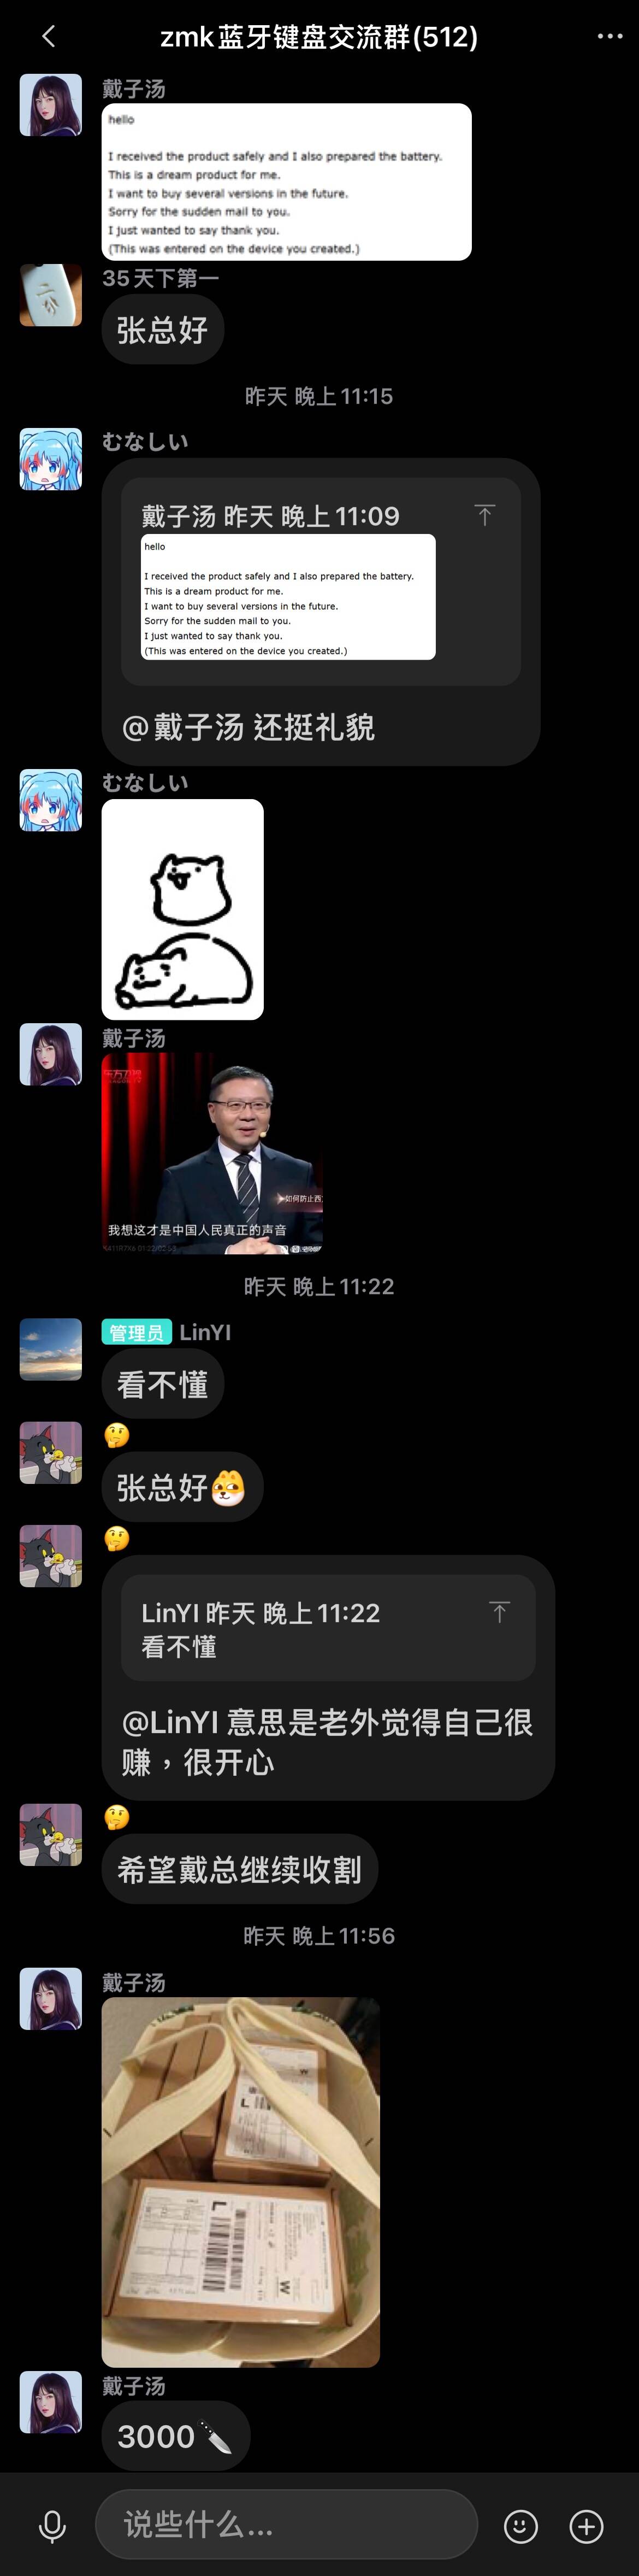 zmk蓝牙键盘交流群(512)
戴子汤
hello
I received the product safely and I also prepared the battery.
This is a dream product for me.
I want to buy several versions in the future.
Sorry for the sudden mail to you.
I just wanted to say thank you.
(This was entered on the device you created.)
35天下第一
张总好
昨天 晚上11:15
むなしい
戴子汤 昨天 晚上11:09
hello
I received the product safely and I also prepared the battery.
This is a dream product for me.
I want to buy several versions in the future.
Sorry for the sudden mail to you.
I just wanted to say thank you.
(This was entered on the device you created.)
@戴子汤 还挺礼貌
むなしい
戴子汤
东方卫视
如何防止西
我想这才是中国人民真正的声音
昨天 晚上11:22
管理员 LinYI
看不懂
🤔
张总好
🤔
LinYI 昨天 晚上11:22
看不懂
@LinYI 意思是老外觉得自己很
赚，很开心
🤔
希望戴总继续收割
昨天 晚上11:56
戴子汤
L
L
W
戴子汤
3000🔪
说些什么...